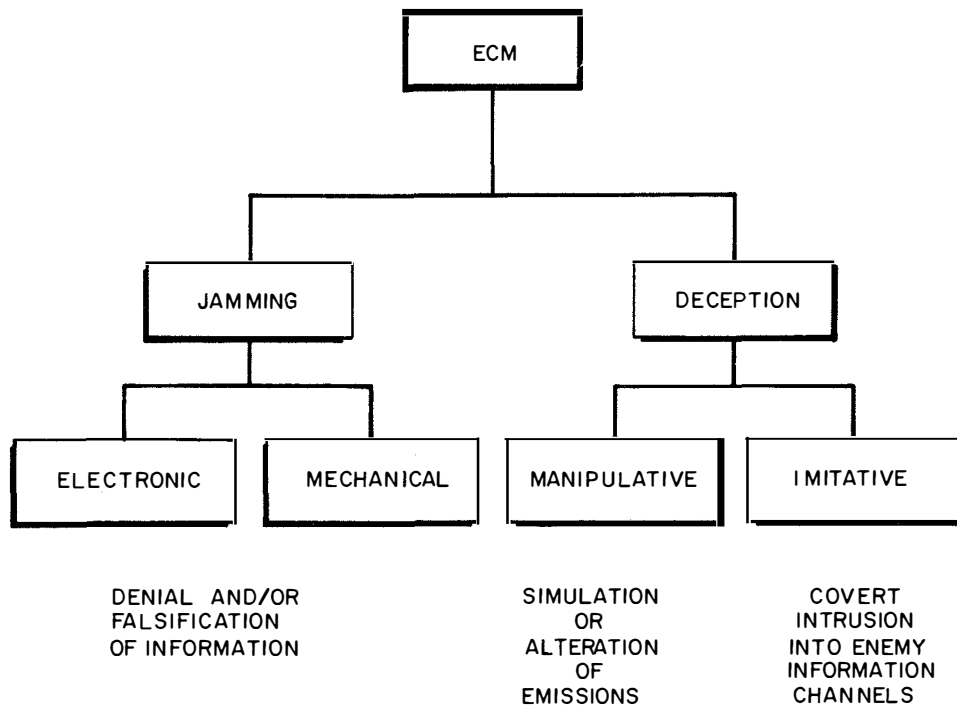 ECM
JAMMING
DECEPTION
ELECTRONIC
MECHANICAL
MANIPULATIVE
IMITATIVE
DENIAL AND/OR
FALSIFICATION
OF INFORMATION
SIMULATION
OR
ALTERATION
OF
EMISSIONS
COVERT
INTRUSION
INTO ENEMY
INFORMATION
CHANNELS